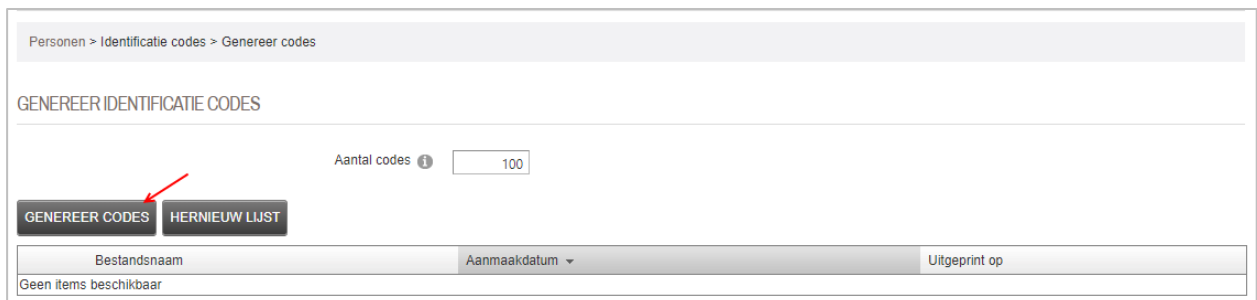 Personen > Identificatie codes > Genereer codes
GENEREER IDENTIFICATIE CODES
Aantal codes 100
GENEREER CODES HERNIEUW LIJST
Bestandsnaam Aanmaakdatum Uitgeprint op
Geen items beschikbaar